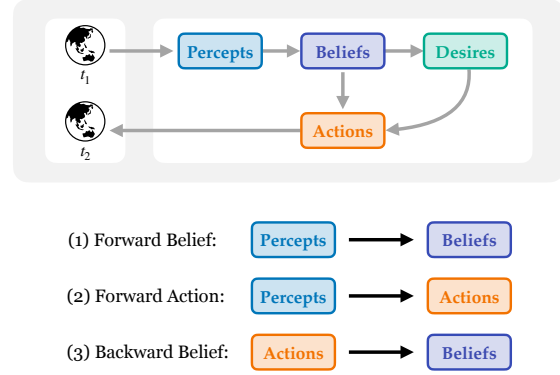 Percepts Beliefs Desires
t1
Actions
t2
(1) Forward Belief: Percepts Beliefs
(2) Forward Action: Percepts Actions
(3) Backward Belief: Actions Beliefs